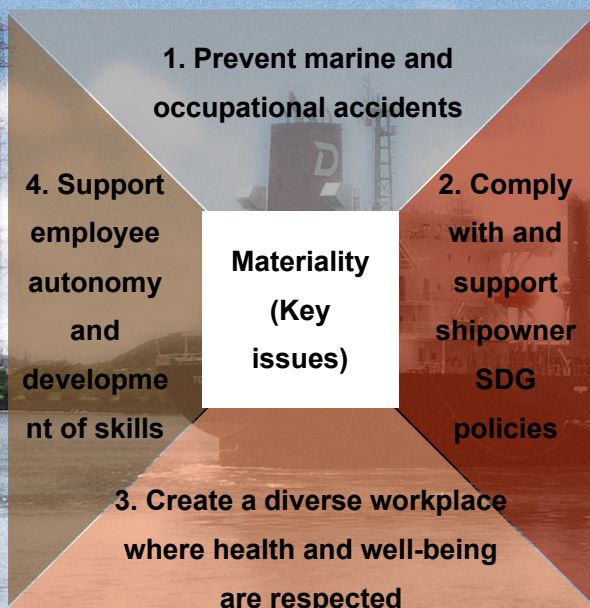 1. Prevent marine and
occupational accidents
4. Support
employee
autonomy
and
developme
nt of skills
Materiality
(Key
issues)
2. Comply
with and
support
shipowner
SDG
policies
3. Create a diverse workplace
where health and well-being
are respected
D